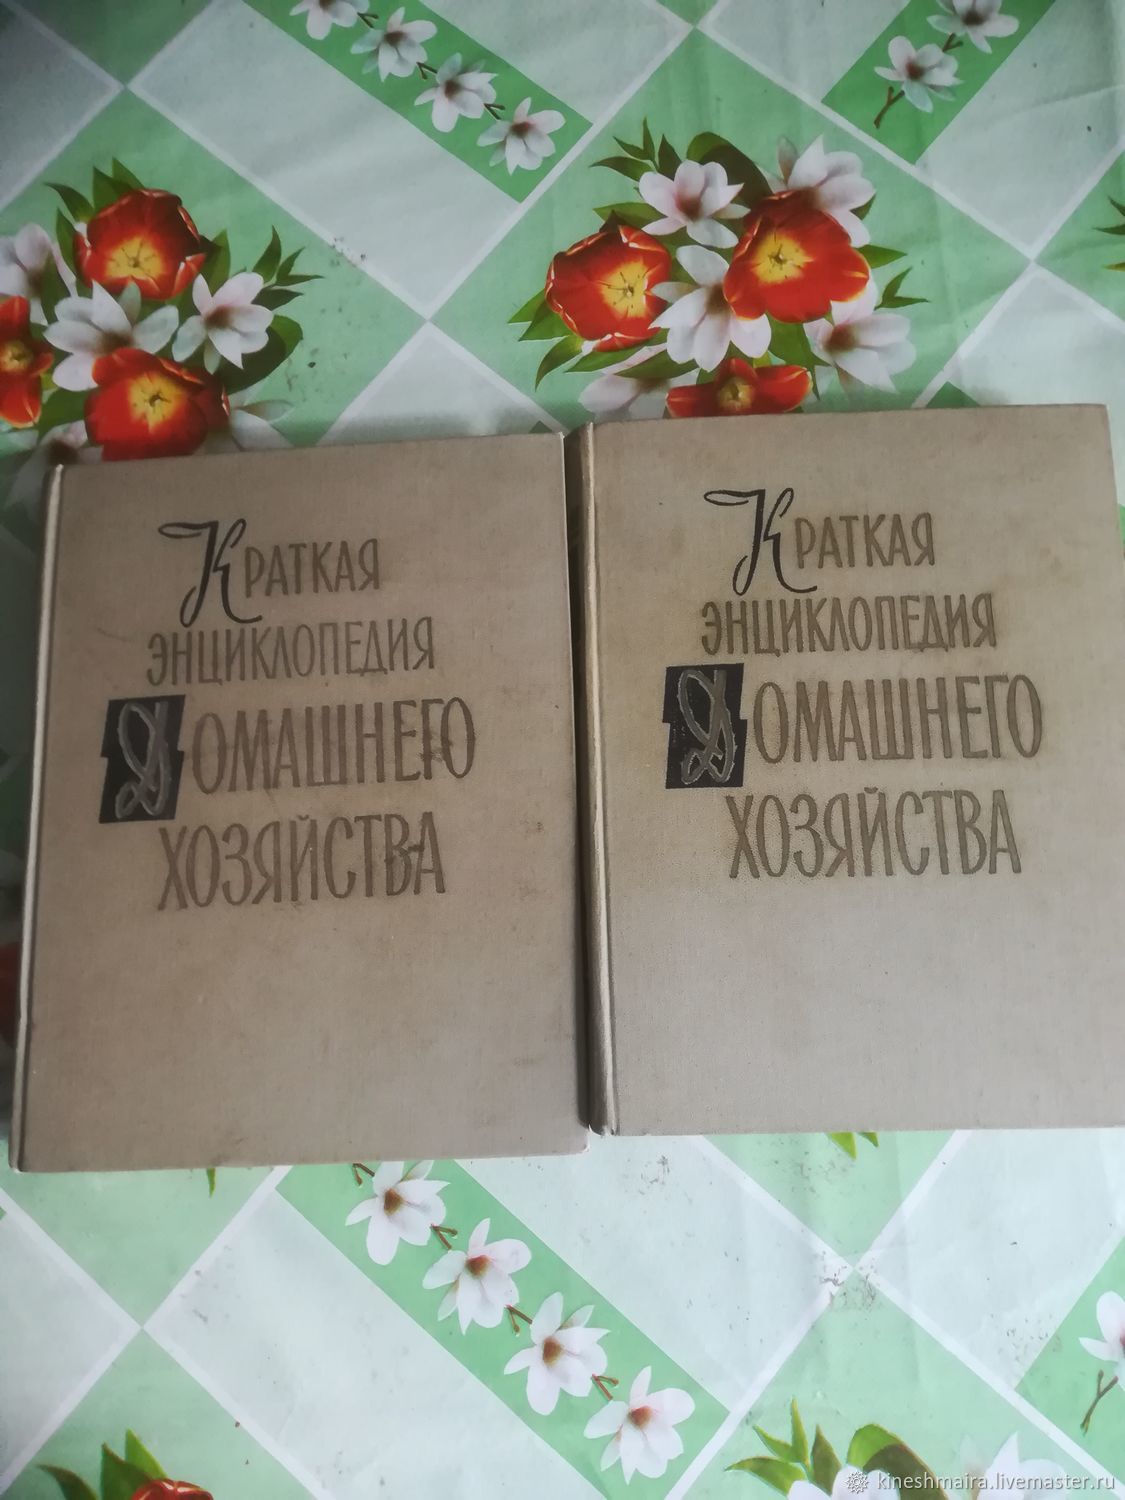 Краткая
энциклопедия
Домашнего
хозяйства
Краткая
энциклопедия
Домашнего
хозяйства
kineshmaira.livemaster.ru